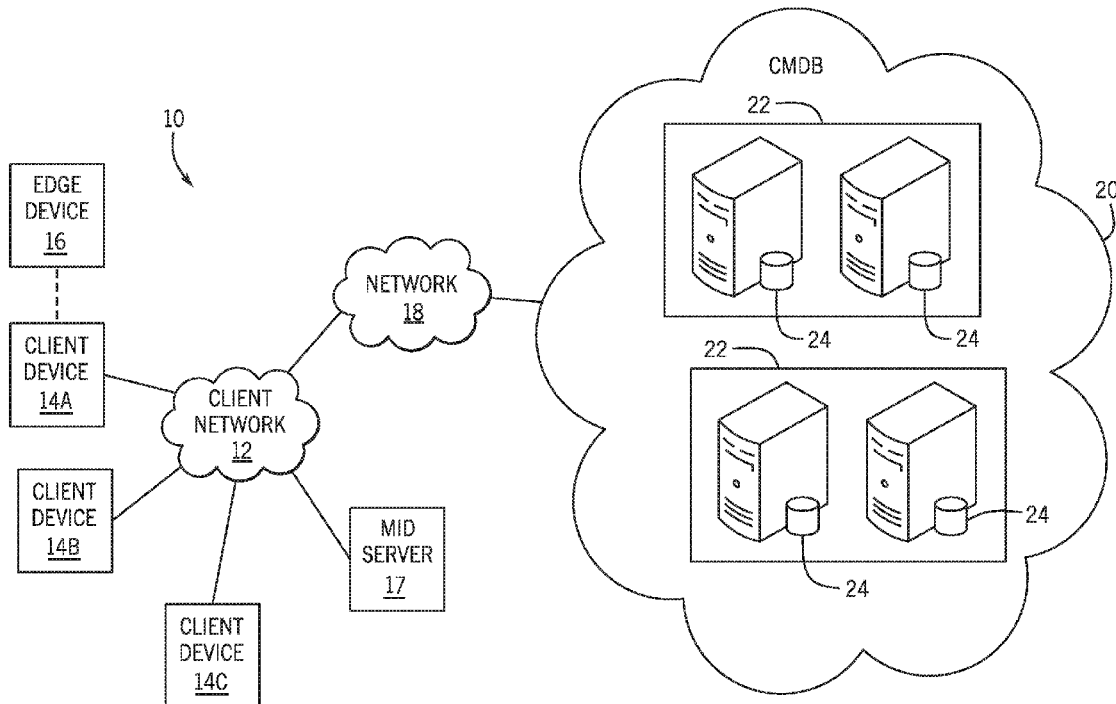 CMDB
22
10
EDGE
DEVICE
16
20
NETWORK
18
24
24
CLIENT
DEVICE
14A
22
CLIENT
NETWORK
12
CLIENT
DEVICE
14B
MID
SERVER
17
24
24
CLIENT
DEVICE
14C